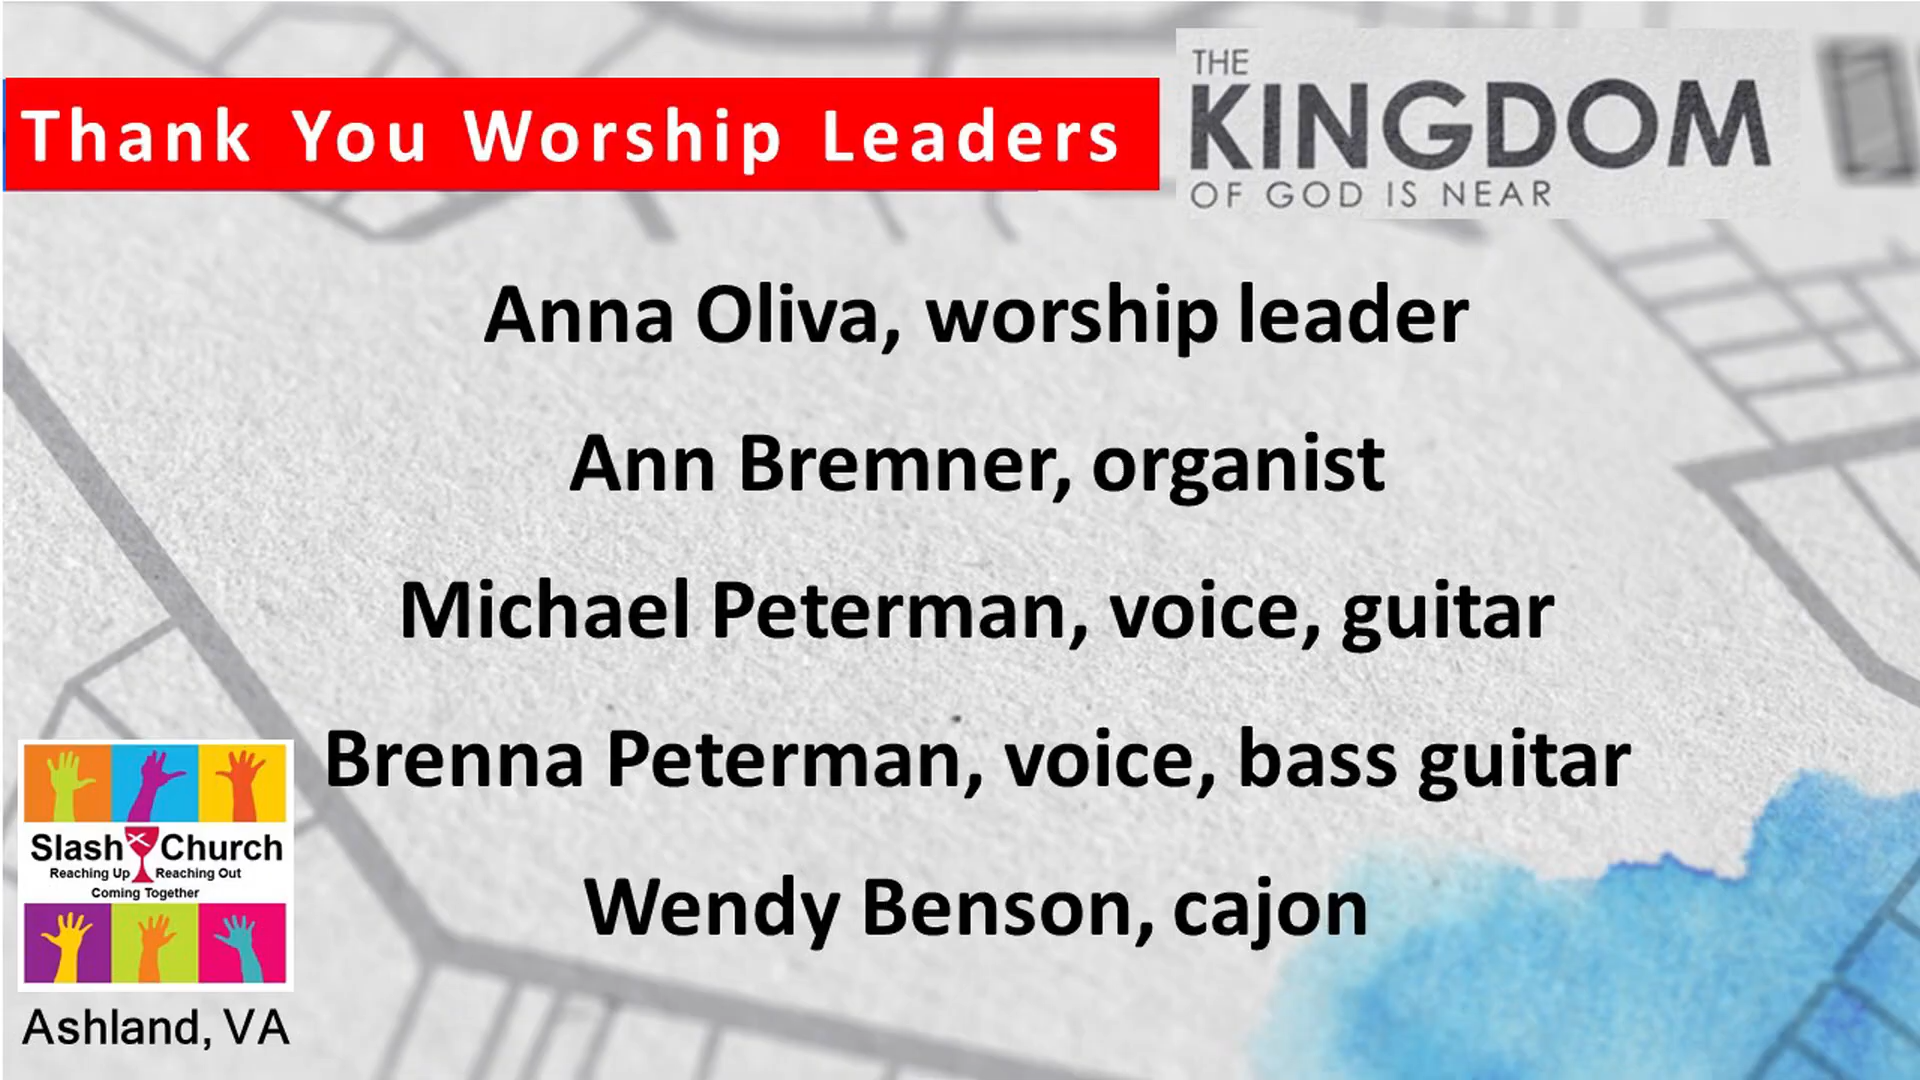 Thank You Worship Leaders
THE
KINGDOM
OF GOD IS NEAR
Anna Oliva, worship leader
Ann Bremner, organist
Michael Peterman, voice, guitar
Brenna Peterman, voice, bass guitar
Wendy Benson, cajon
Slash Church
Reaching Up Reaching Out
Coming Together
Ashland, VA